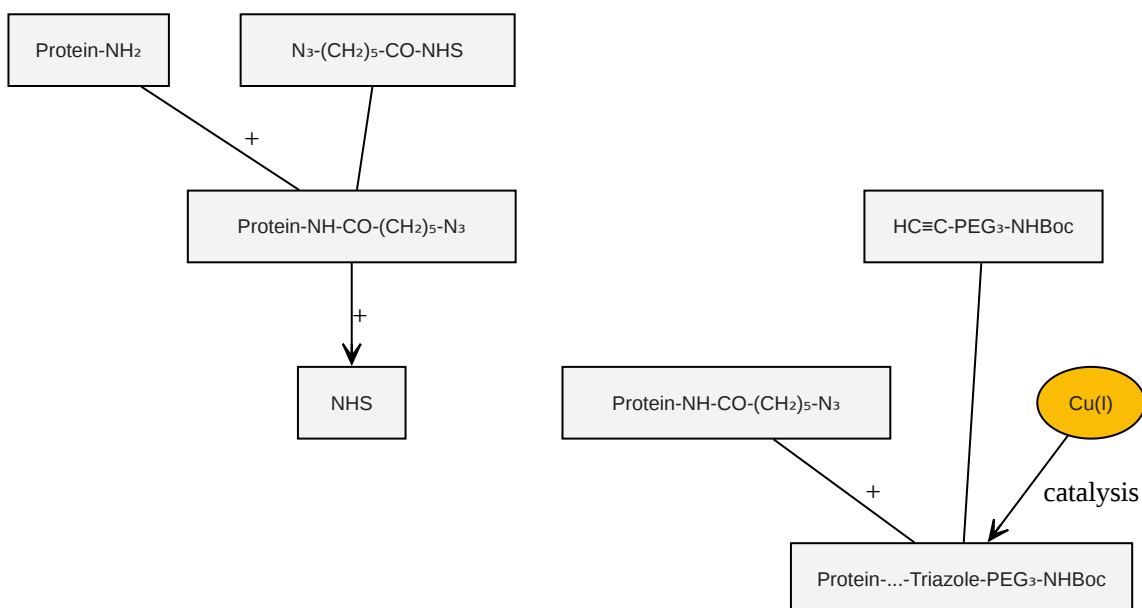 Protein-NH₂
N₃-(CH₂)₅-CO-NHS
+
Protein-NH-CO-(CH₂)₅-N₃
HC≡C-PEG₃-NHBoc
+
NHS
Protein-NH-CO-(CH₂)₅-N₃
Cu(I)
+
catalysis
Protein-...-Triazole-PEG₃-NHBoc